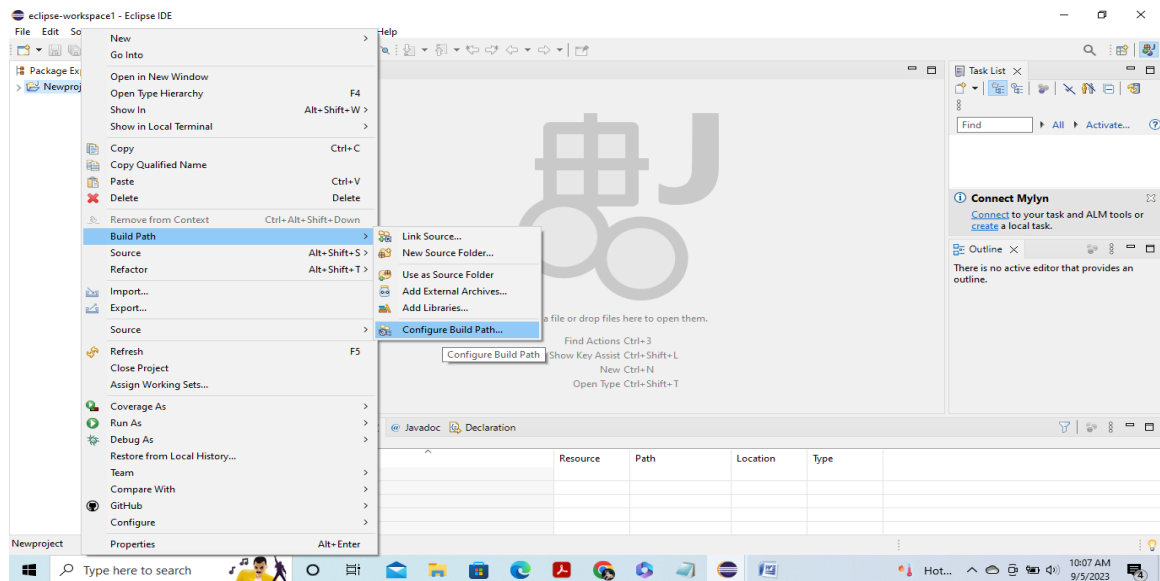 eclipse-workspace1 - Eclipse IDE
File Edit So Help
Package Exp
Newproj
New
Go Into
Open in New Window
Open Type Hierarchy F4
Show In Alt+Shift+W >
Show in Local Terminal
Copy Ctrl+C
Copy Qualified Name
Paste Ctrl+V
Delete Delete
Remove from Context Ctrl+Alt+Shift+Down
Build Path
Source Alt+Shift+S >
Refactor Alt+Shift+T >
Import...
Export...
Source
Refresh F5
Close Project
Assign Working Sets...
Coverage As
Run As
Debug As
Restore from Local History...
Team
Compare With
GitHub
Configure
Properties Alt+Enter
Link Source...
New Source Folder...
Use as Source Folder
Add External Archives...
Add Libraries...
Configure Build Path...
Configure Build Path
a file or drop files here to open them.
Find Actions Ctrl+3
Show Key Assist Ctrl+Shift+L
New Ctrl+N
Open Type Ctrl+Shift+T
Task List
Find All Activate...
Connect Mylyn
Connect to your task and ALM tools or
create a local task.
Outline
There is no active editor that provides an
outline.
@ Javadoc Declaration
Resource Path Location Type
Newproject
Type here to search
Hot...
10:07 AM
9/5/2023
4